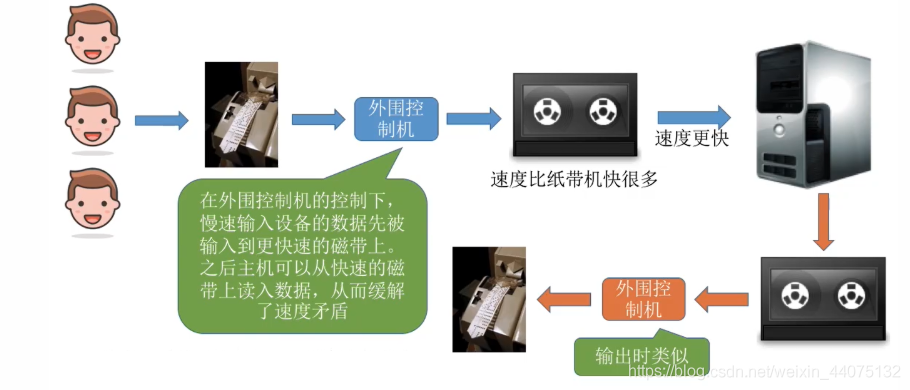 外围控
制机
速度更快
速度比纸带机快很多
在外围控制机的控制下，
慢速输入设备的数据先被
输入到更快速的磁带上。
之后主机可以从快速的磁
带上读入数据，从而缓解
了速度矛盾
外围控
制机
输出时类似
https://blog.csdn.net/weixin_44075132